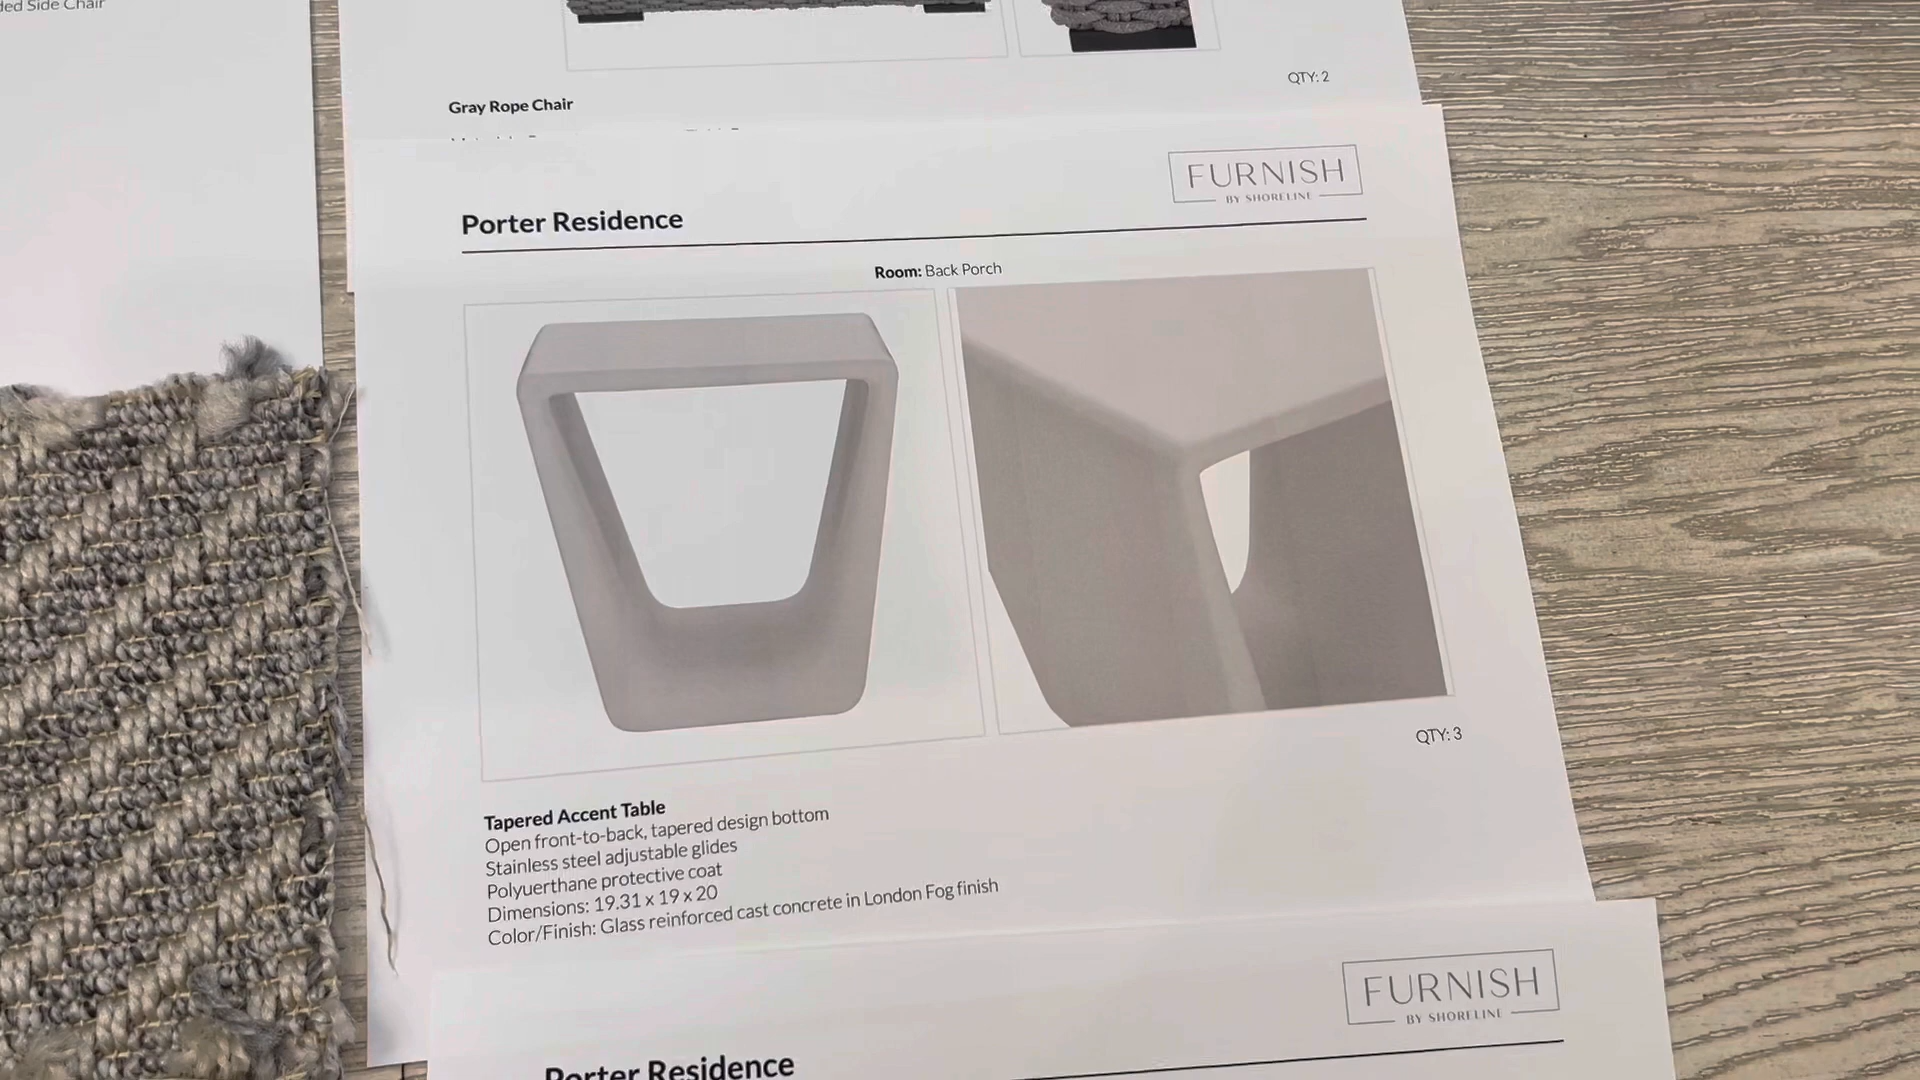 ded Side Chair
QTY: 2
Gray Rope Chair
FURNISH
BY SHORELINE
Porter Residence
Room: Back Porch
QTY: 3
Tapered Accent Table
Open front-to-back, tapered design bottom
Stainless steel adjustable glides
Polyuerthane protective coat
Dimensions: 19.31 x 19 x 20
Color/Finish: Glass reinforced cast concrete in London Fog finish
FURNISH
BY SHORELINE
Porter Residence